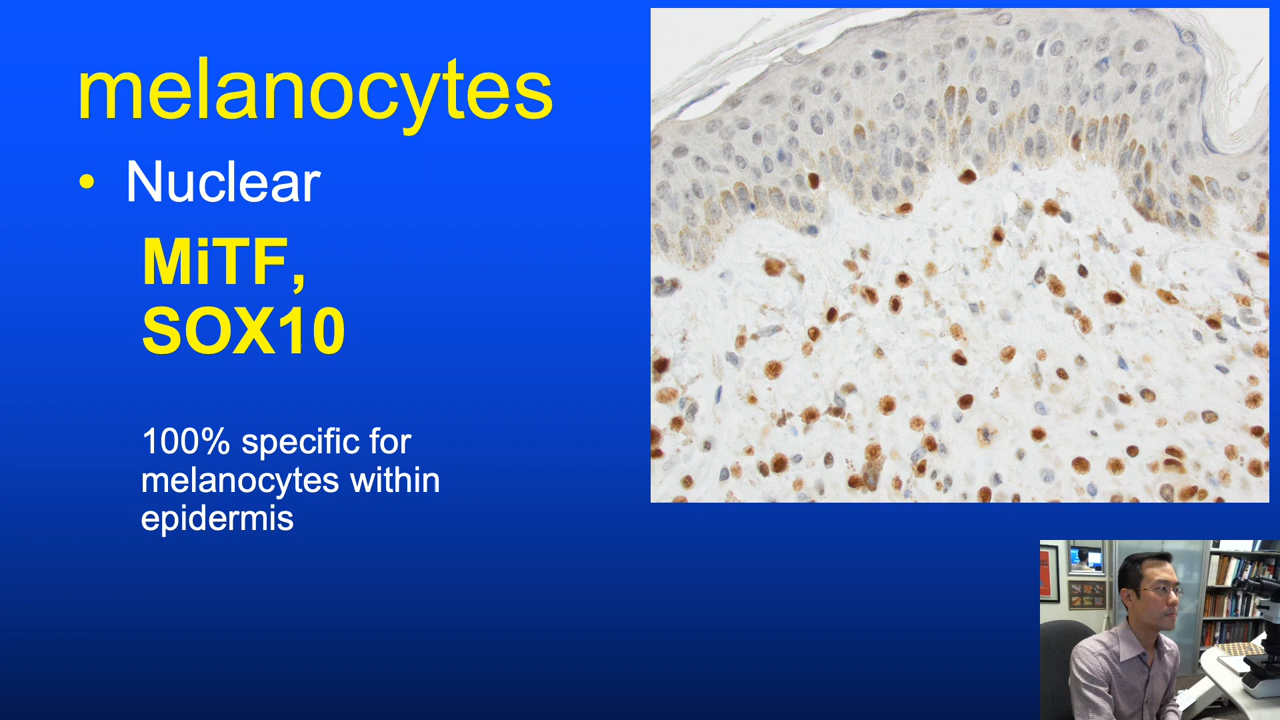 melanocytes
• Nuclear
MiTF,
SOX10
100% specific for
melanocytes within
epidermis